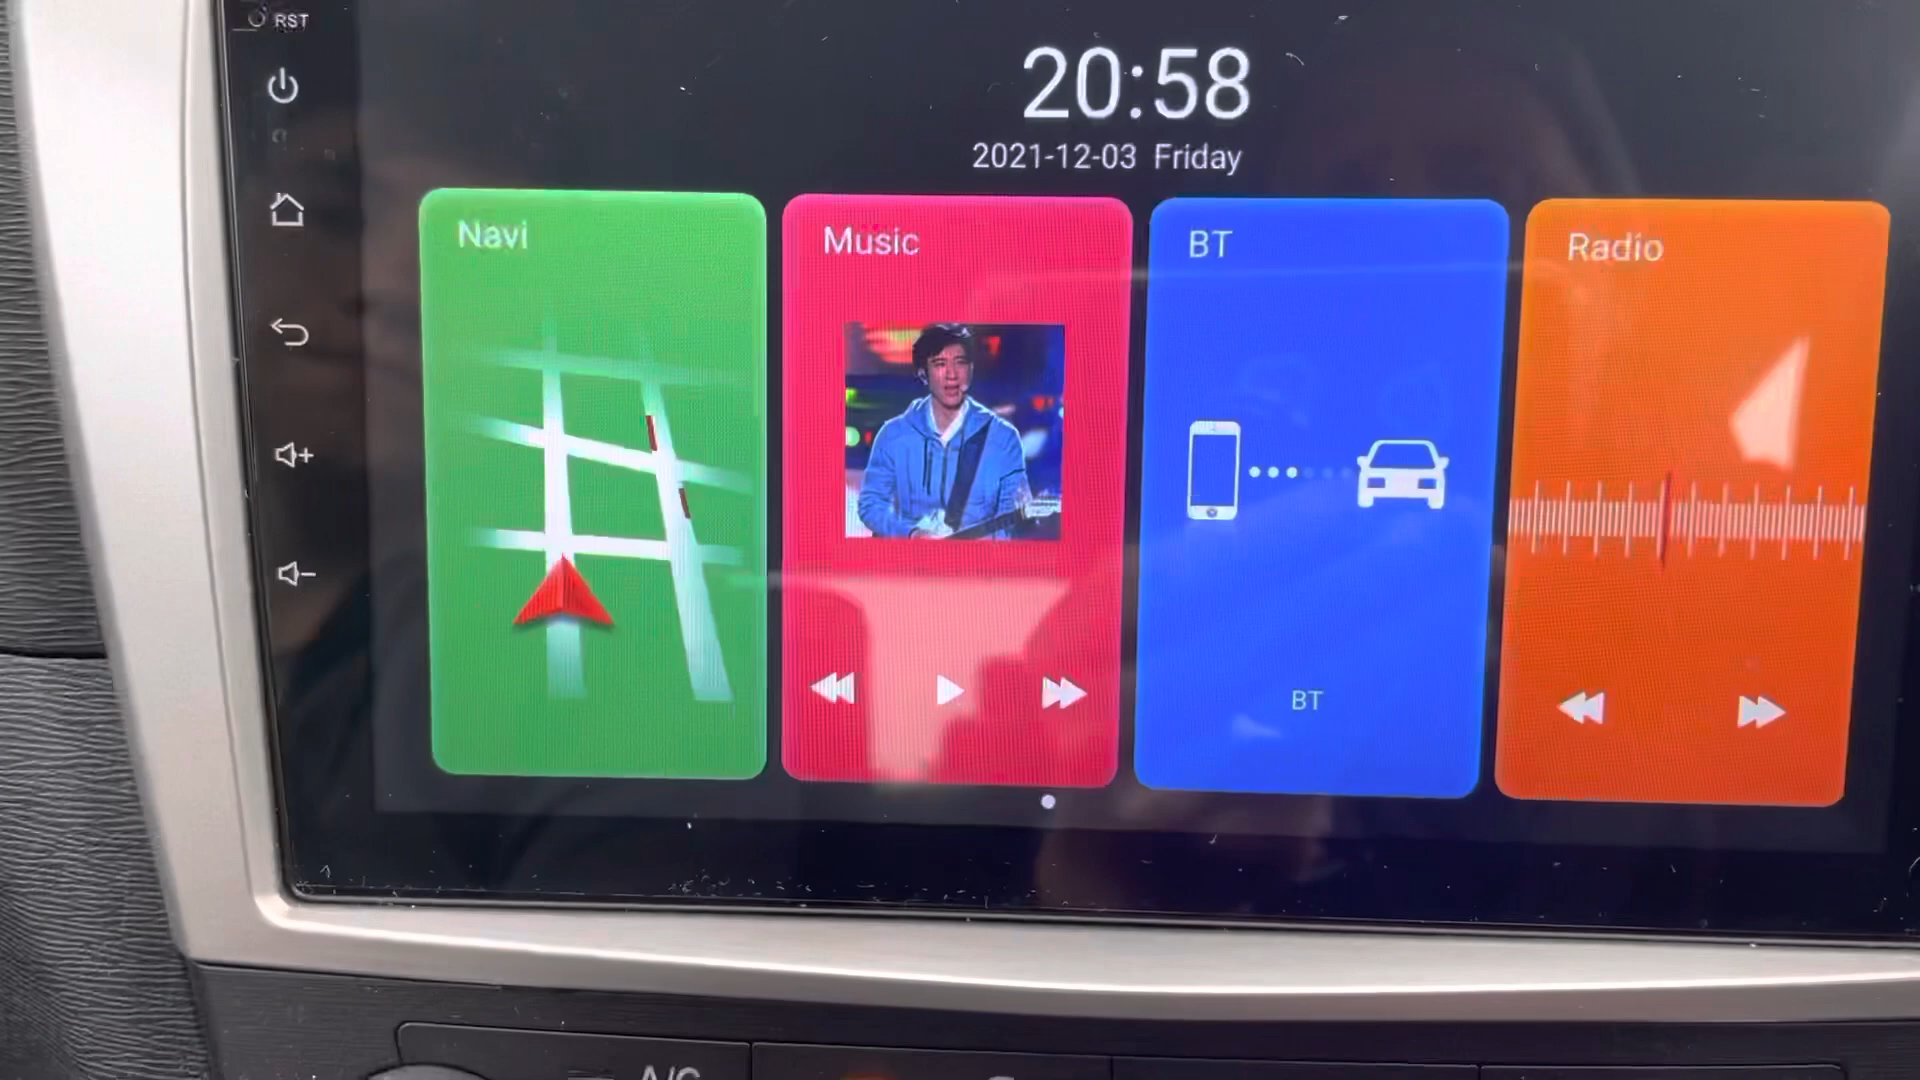 RST
20:58
2021-12-03 Friday
Navi
Music
BT
Radio
BT
A/C